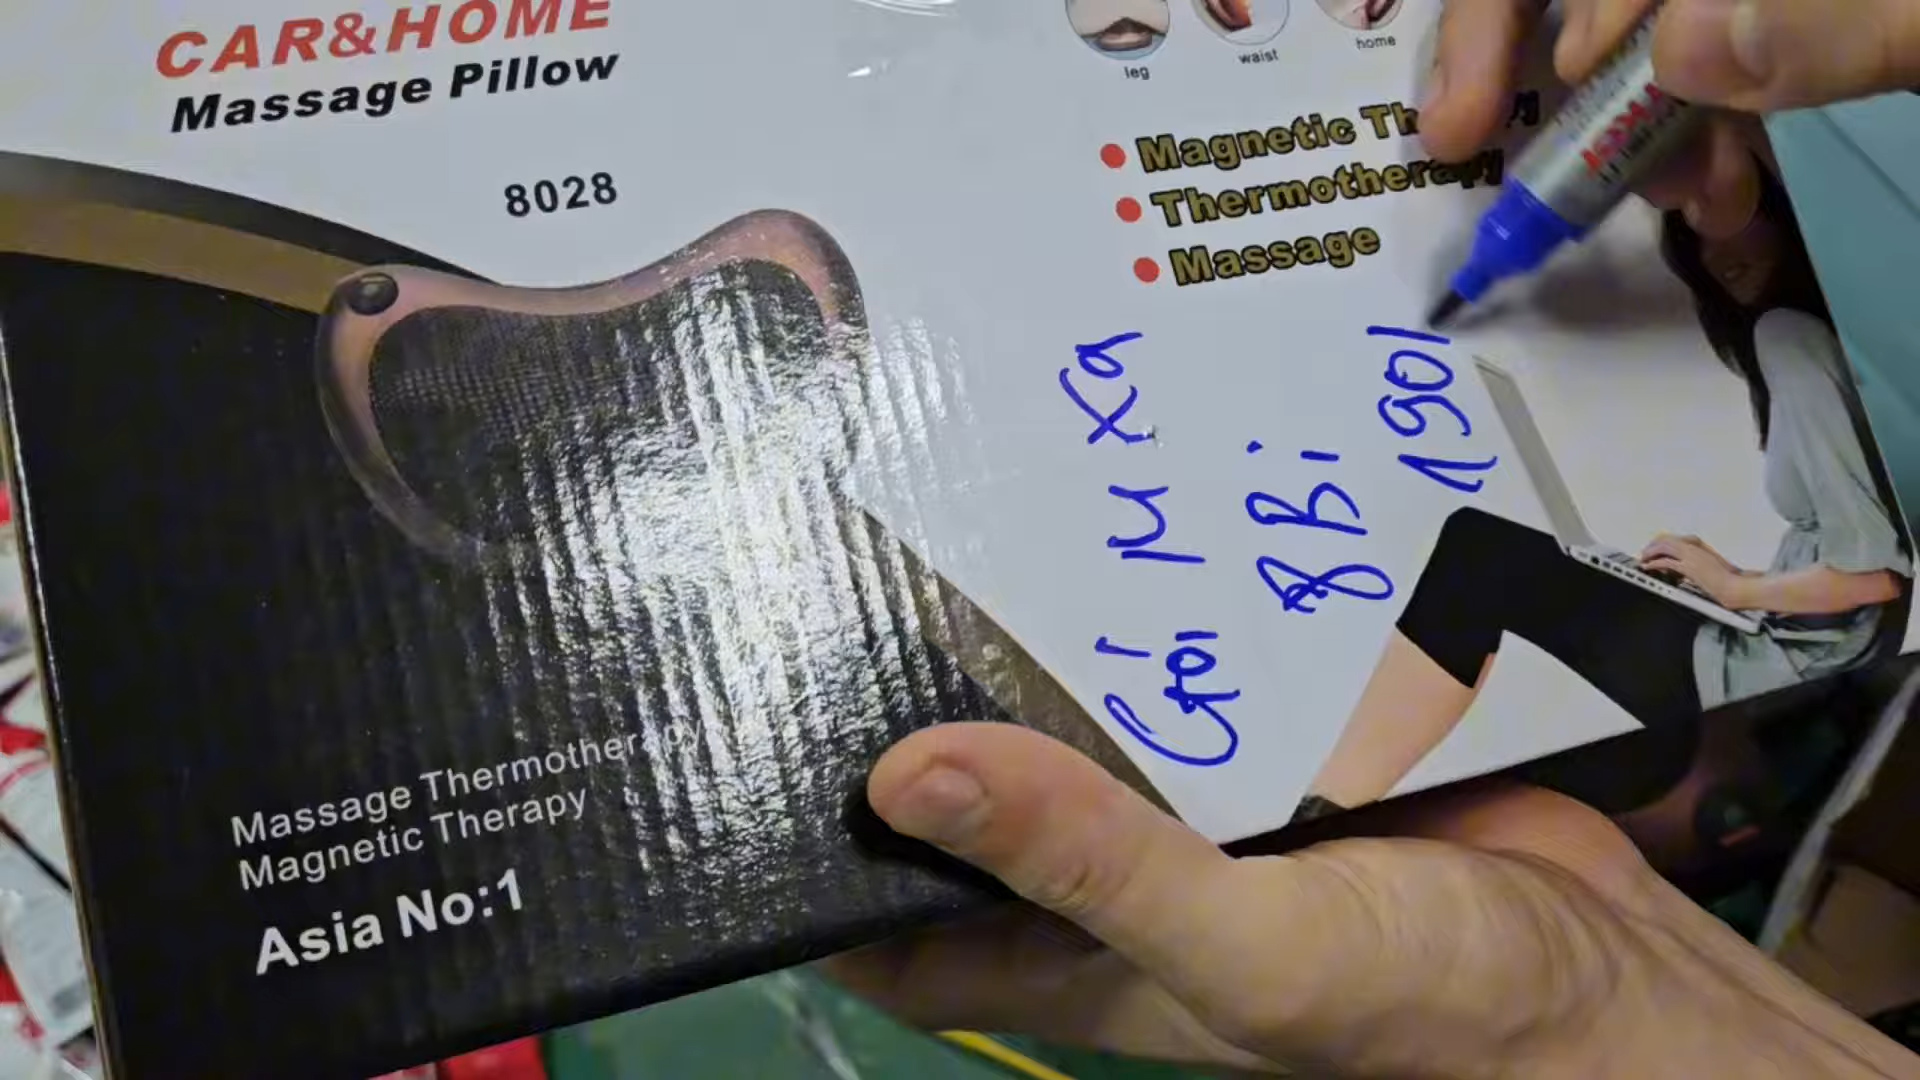 CAR&HOME
Massage Pillow
8028
leg
waist
home
Magnetic Th
Thermotherapy
Massage
Gối M Xa
8 Bi
1901
Massage Thermotherapy
Magnetic Therapy
Asia No:1